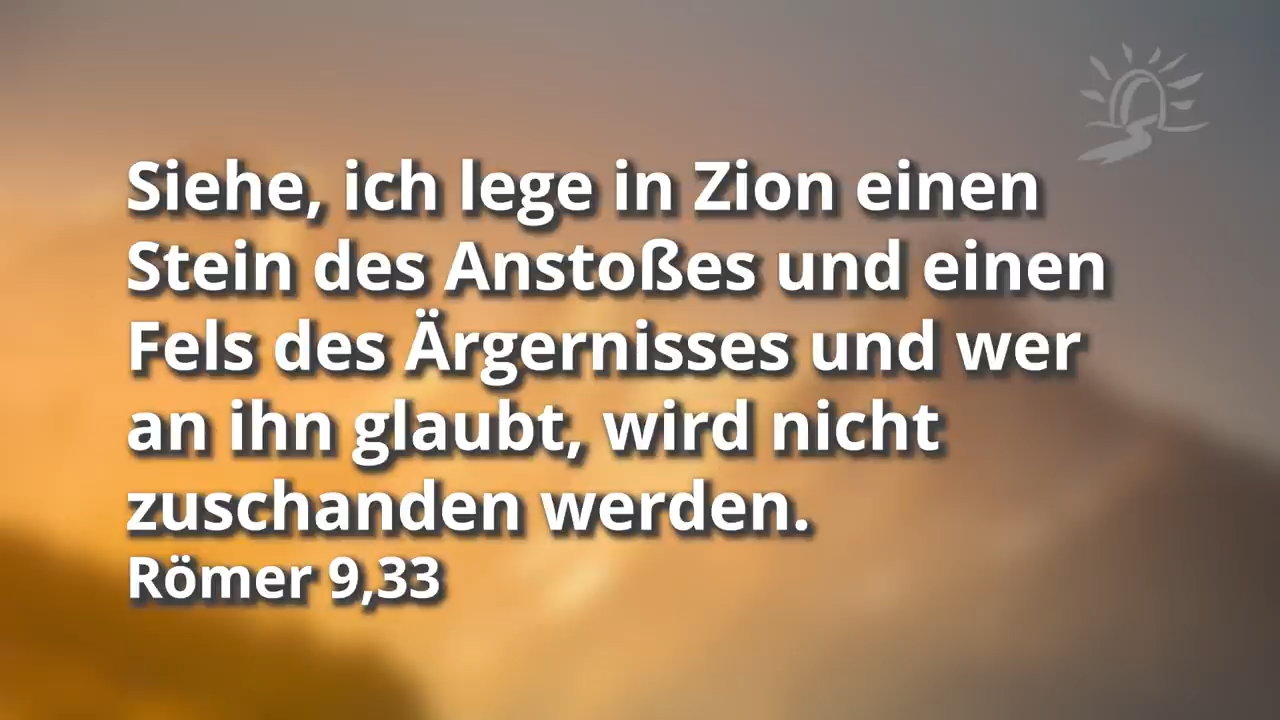 Siehe, ich lege in Zion einen
Stein des Anstoßes und einen
Fels des Ärgernisses und wer
an ihn glaubt, wird nicht
zuschanden werden.
Römer 9,33